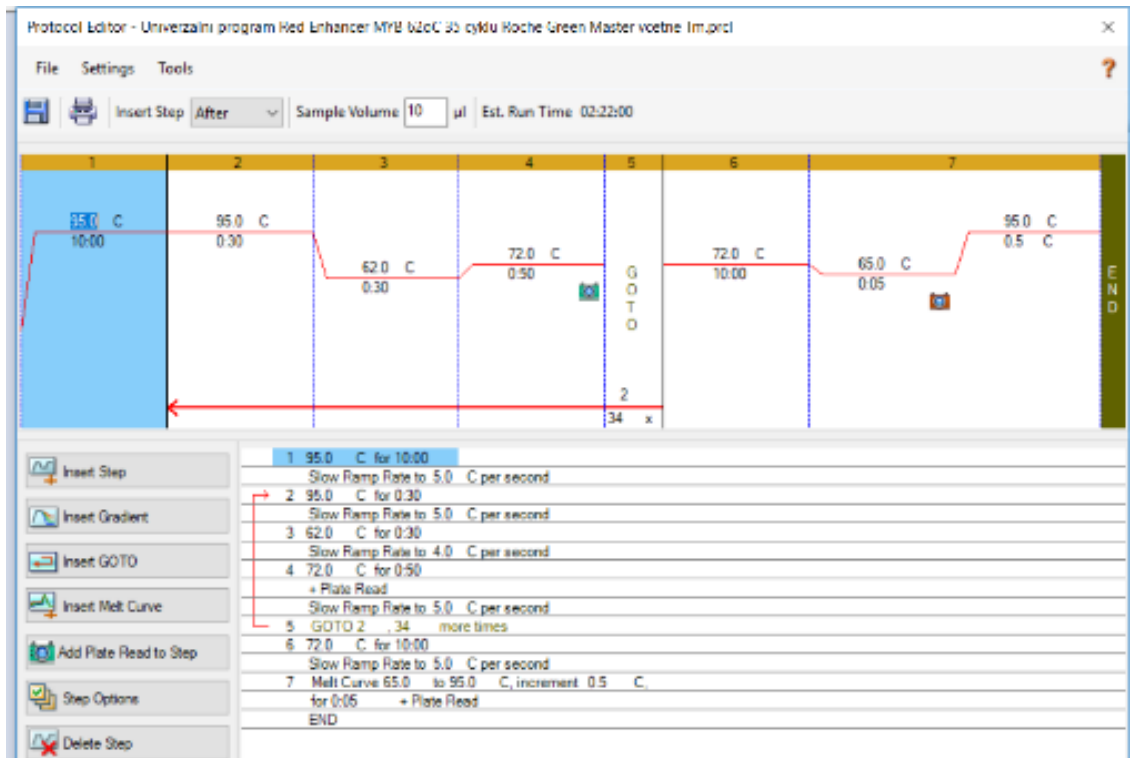 Protocol Editor - Univerzalni program Red Enhancer MYB 62oC 35 cyklu Roche Green Master vcetne Tm.prcl
File Settings Tools
?
Insert Step After Sample Volume 10 µl Est. Run Time 02:22:00
1 2 3 4 5 6 7
95.0 C
10:00
95.0 C
0:30
62.0 C
0:30
72.0 C
0:50
GOTO
2
34 x
72.0 C
10:00
65.0 C
0:05
95.0 C
0.5 C
END
Insert Step
Insert Gradient
Insert GOTO
Insert Melt Curve
Add Plate Read to Step
Step Options
Delete Step
1 95.0 C for 10:00
Slow Ramp Rate to 5.0 C per second
2 95.0 C for 0:30
Slow Ramp Rate to 5.0 C per second
3 62.0 C for 0:30
Slow Ramp Rate to 4.0 C per second
4 72.0 C for 0:50
+ Plate Read
Slow Ramp Rate to 5.0 C per second
5 GOTO 2 , 34 more times
6 72.0 C for 10:00
Slow Ramp Rate to 5.0 C per second
7 Melt Curve 65.0 to 95.0 C, increment 0.5 C,
for 0:05 + Plate Read
END